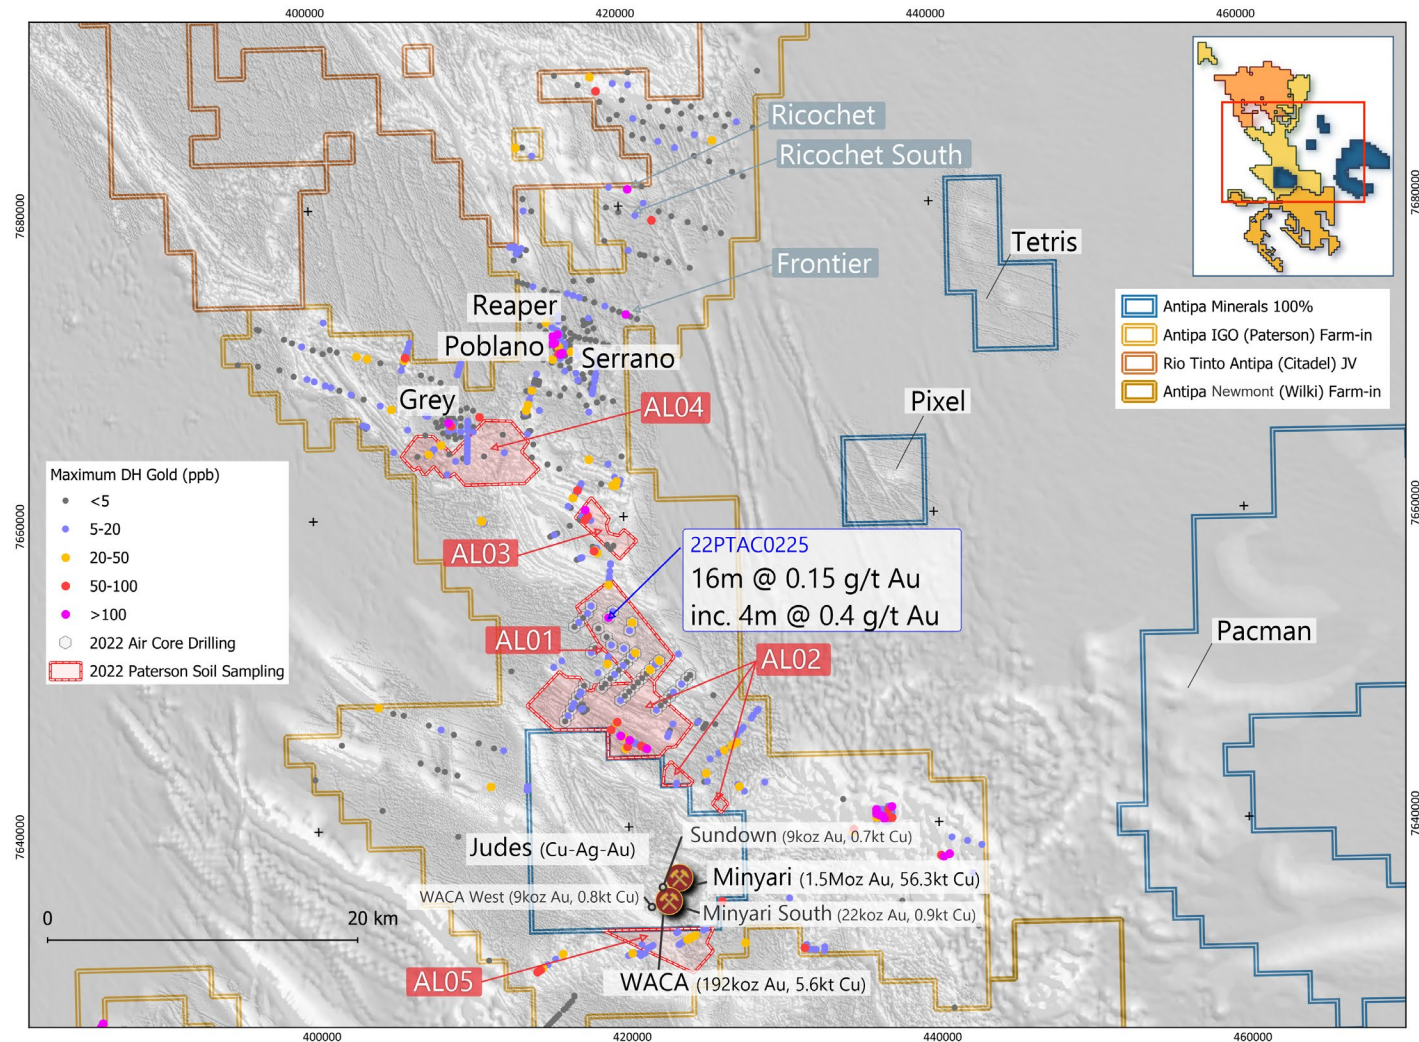 400000
420000
440000
460000
7680000
7660000
7640000
7680000
7660000
7640000
Ricochet
Ricochet South
Frontier
Tetris
Antipa Minerals 100%
Antipa IGO (Paterson) Farm-in
Rio Tinto Antipa (Citadel) JV
Antipa Newmont (Wilki) Farm-in
Reaper
Poblano
Serrano
Grey
AL04
Pixel
Maximum DH Gold (ppb)
<5
5-20
20-50
50-100
>100
2022 Air Core Drilling
2022 Paterson Soil Sampling
AL03
22PTAC0225
16m @ 0.15 g/t Au
inc. 4m @ 0.4 g/t Au
AL01
AL02
Pacman
Sundown (9koz Au, 0.7kt Cu)
Judes (Cu-Ag-Au)
Minyari (1.5Moz Au, 56.3kt Cu)
WACA West (9koz Au, 0.8kt Cu)
Minyari South (22koz Au, 0.9kt Cu)
0
20 km
AL05
WACA (192koz Au, 5.6kt Cu)
400000
420000
440000
460000